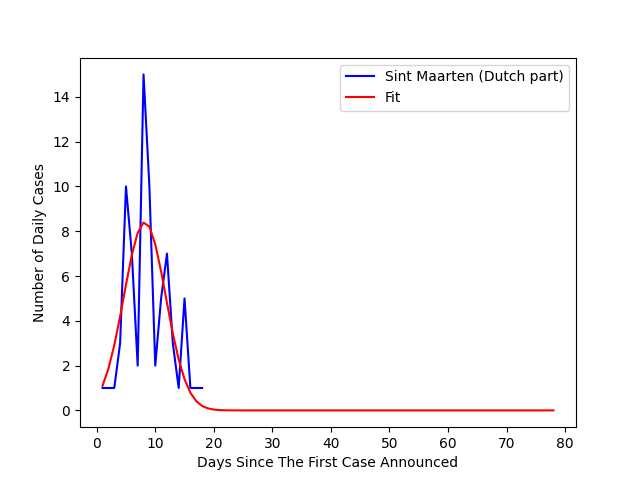 Sint Maarten (Dutch part)
Fit
Number of Daily Cases
14
12
10
8
6
4
2
0
0 10 20 30 40 50 60 70 80
Days Since The First Case Announced